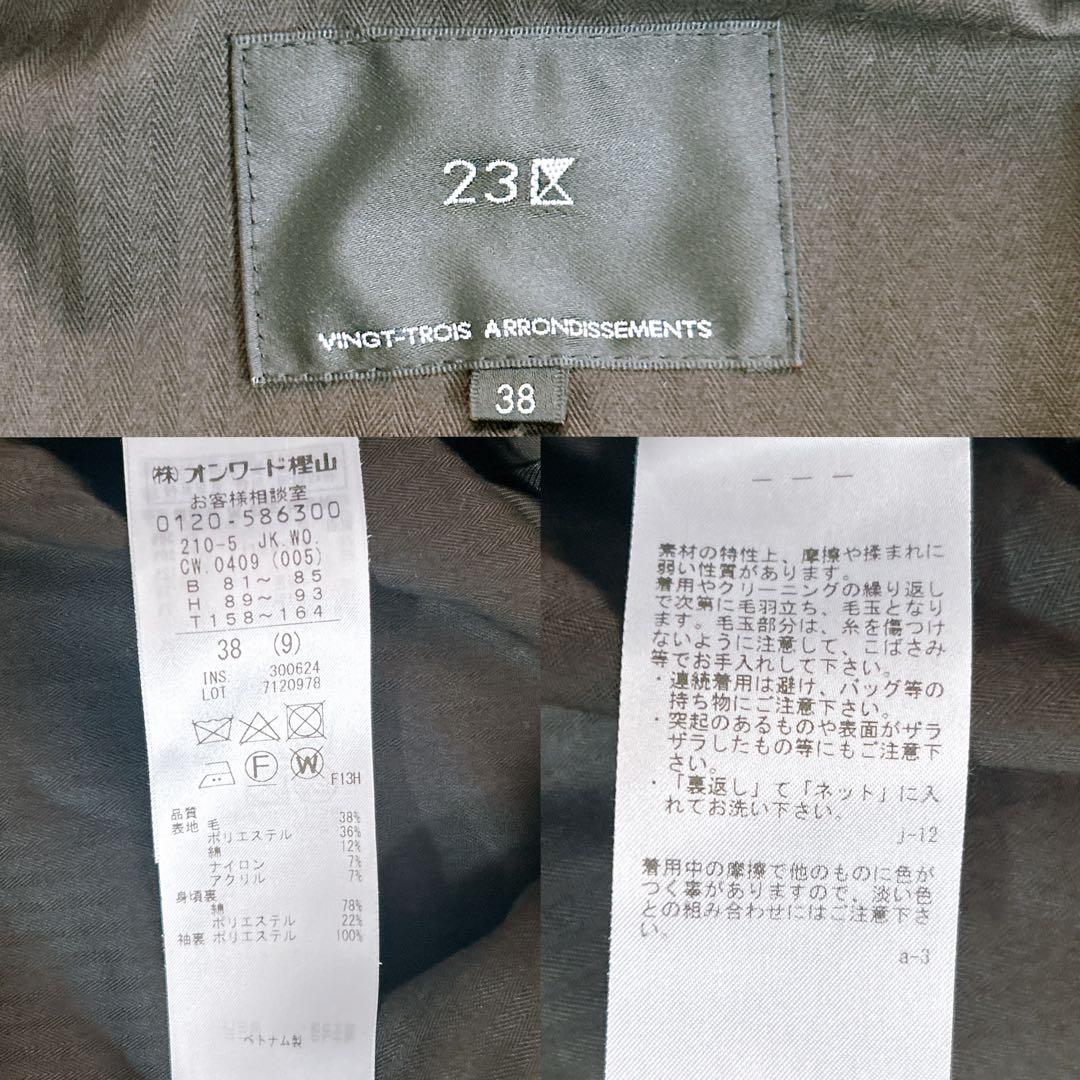 23区
VINGT-TROIS ARRONDISSEMENTS
38
(株)オンワード樫山
お客様相談室
0120-586300
210-5 JK.WO.
CW.0409 (005)
B 81~ 85
H 89~ 93
T158~164
38 (9)
INS. 300624
LOT 7120978
F
W
F13H
品質
表地 毛 38%
ポリエステル 36%
綿 12%
ナイロン 7%
アクリル 7%
身頃裏
綿 78%
ポリエステル 22%
袖裏 ポリエステル 100%
ベトナム製
素材の特性上、摩擦や揉まれに
弱い性質があります。
着用やクリーニングの繰り返し
で次第に毛羽立ち、毛玉となり
ます。毛玉部分は、糸を傷つけ
ないように注意して、こばさみ
等でお手入れして下さい。
・連続着用は避け、バッグ等の
持ち物にご注意下さい。
・突起のあるものや表面がザラ
ザラしたもの等にもご注意下
さい。
・「裏返し」て「ネット」に入
れてお洗い下さい。
j-12
着用中の摩擦で他のものに色が
つく事がありますので、淡い色
との組み合わせにはご注意下さ
い。
a-3